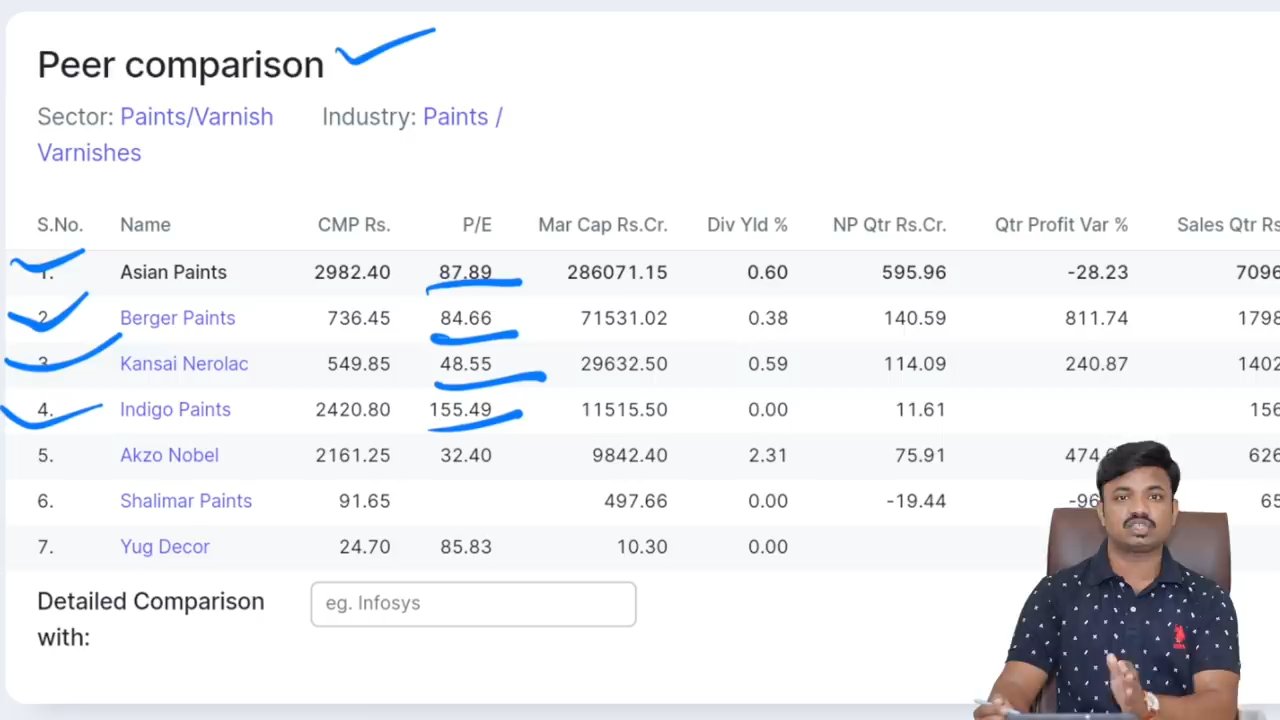 Peer comparison
Sector: Paints/Varnish Industry: Paints /
Varnishes
S.No. Name CMP Rs. P/E Mar Cap Rs.Cr. Div Yld % NP Qtr Rs.Cr. Qtr Profit Var % Sales Qtr Rs
1. Asian Paints 2982.40 87.89 286071.15 0.60 595.96 -28.23 7096
2. Berger Paints 736.45 84.66 71531.02 0.38 140.59 811.74 1798
3. Kansai Nerolac 549.85 48.55 29632.50 0.59 114.09 240.87 1402
4. Indigo Paints 2420.80 155.49 11515.50 0.00 11.61 156
5. Akzo Nobel 2161.25 32.40 9842.40 2.31 75.91 474 626
6. Shalimar Paints 91.65 497.66 0.00 -19.44 -96 65
7. Yug Decor 24.70 85.83 10.30 0.00
Detailed Comparison eg. Infosys
with: